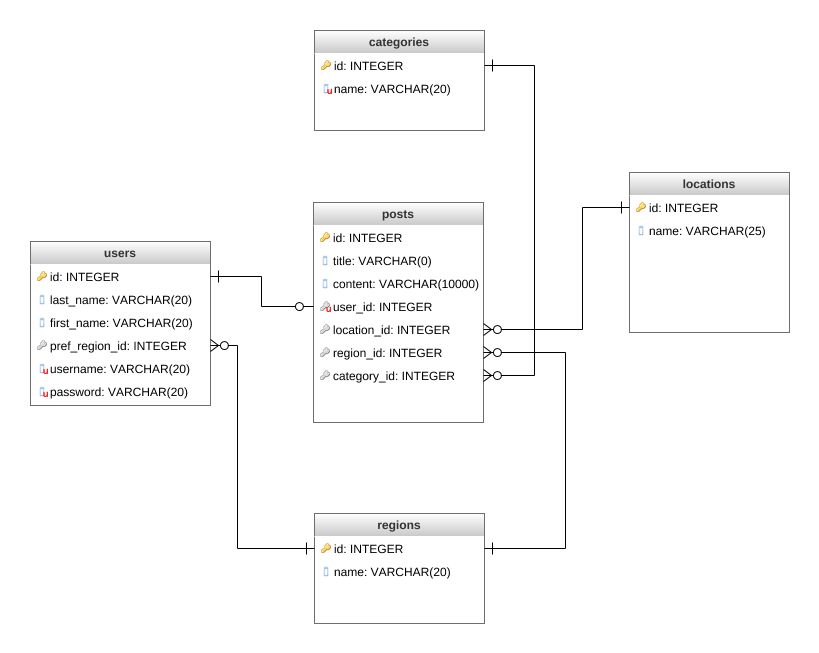 categories
id: INTEGER
name: VARCHAR(20)
locations
id: INTEGER
name: VARCHAR(25)
posts
id: INTEGER
title: VARCHAR(0)
content: VARCHAR(10000)
user_id: INTEGER
location_id: INTEGER
region_id: INTEGER
category_id: INTEGER
users
id: INTEGER
last_name: VARCHAR(20)
first_name: VARCHAR(20)
pref_region_id: INTEGER
username: VARCHAR(20)
password: VARCHAR(20)
regions
id: INTEGER
name: VARCHAR(20)